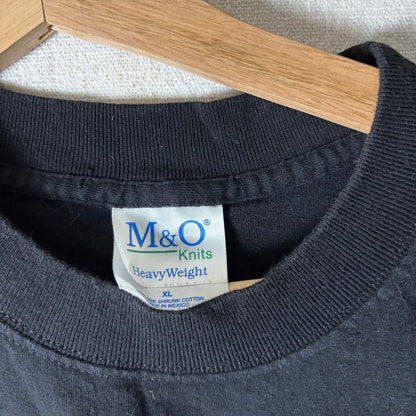 M&O®
Knits
HeavyWeight
XL
SHRUNK COTTON
IN MEXICO